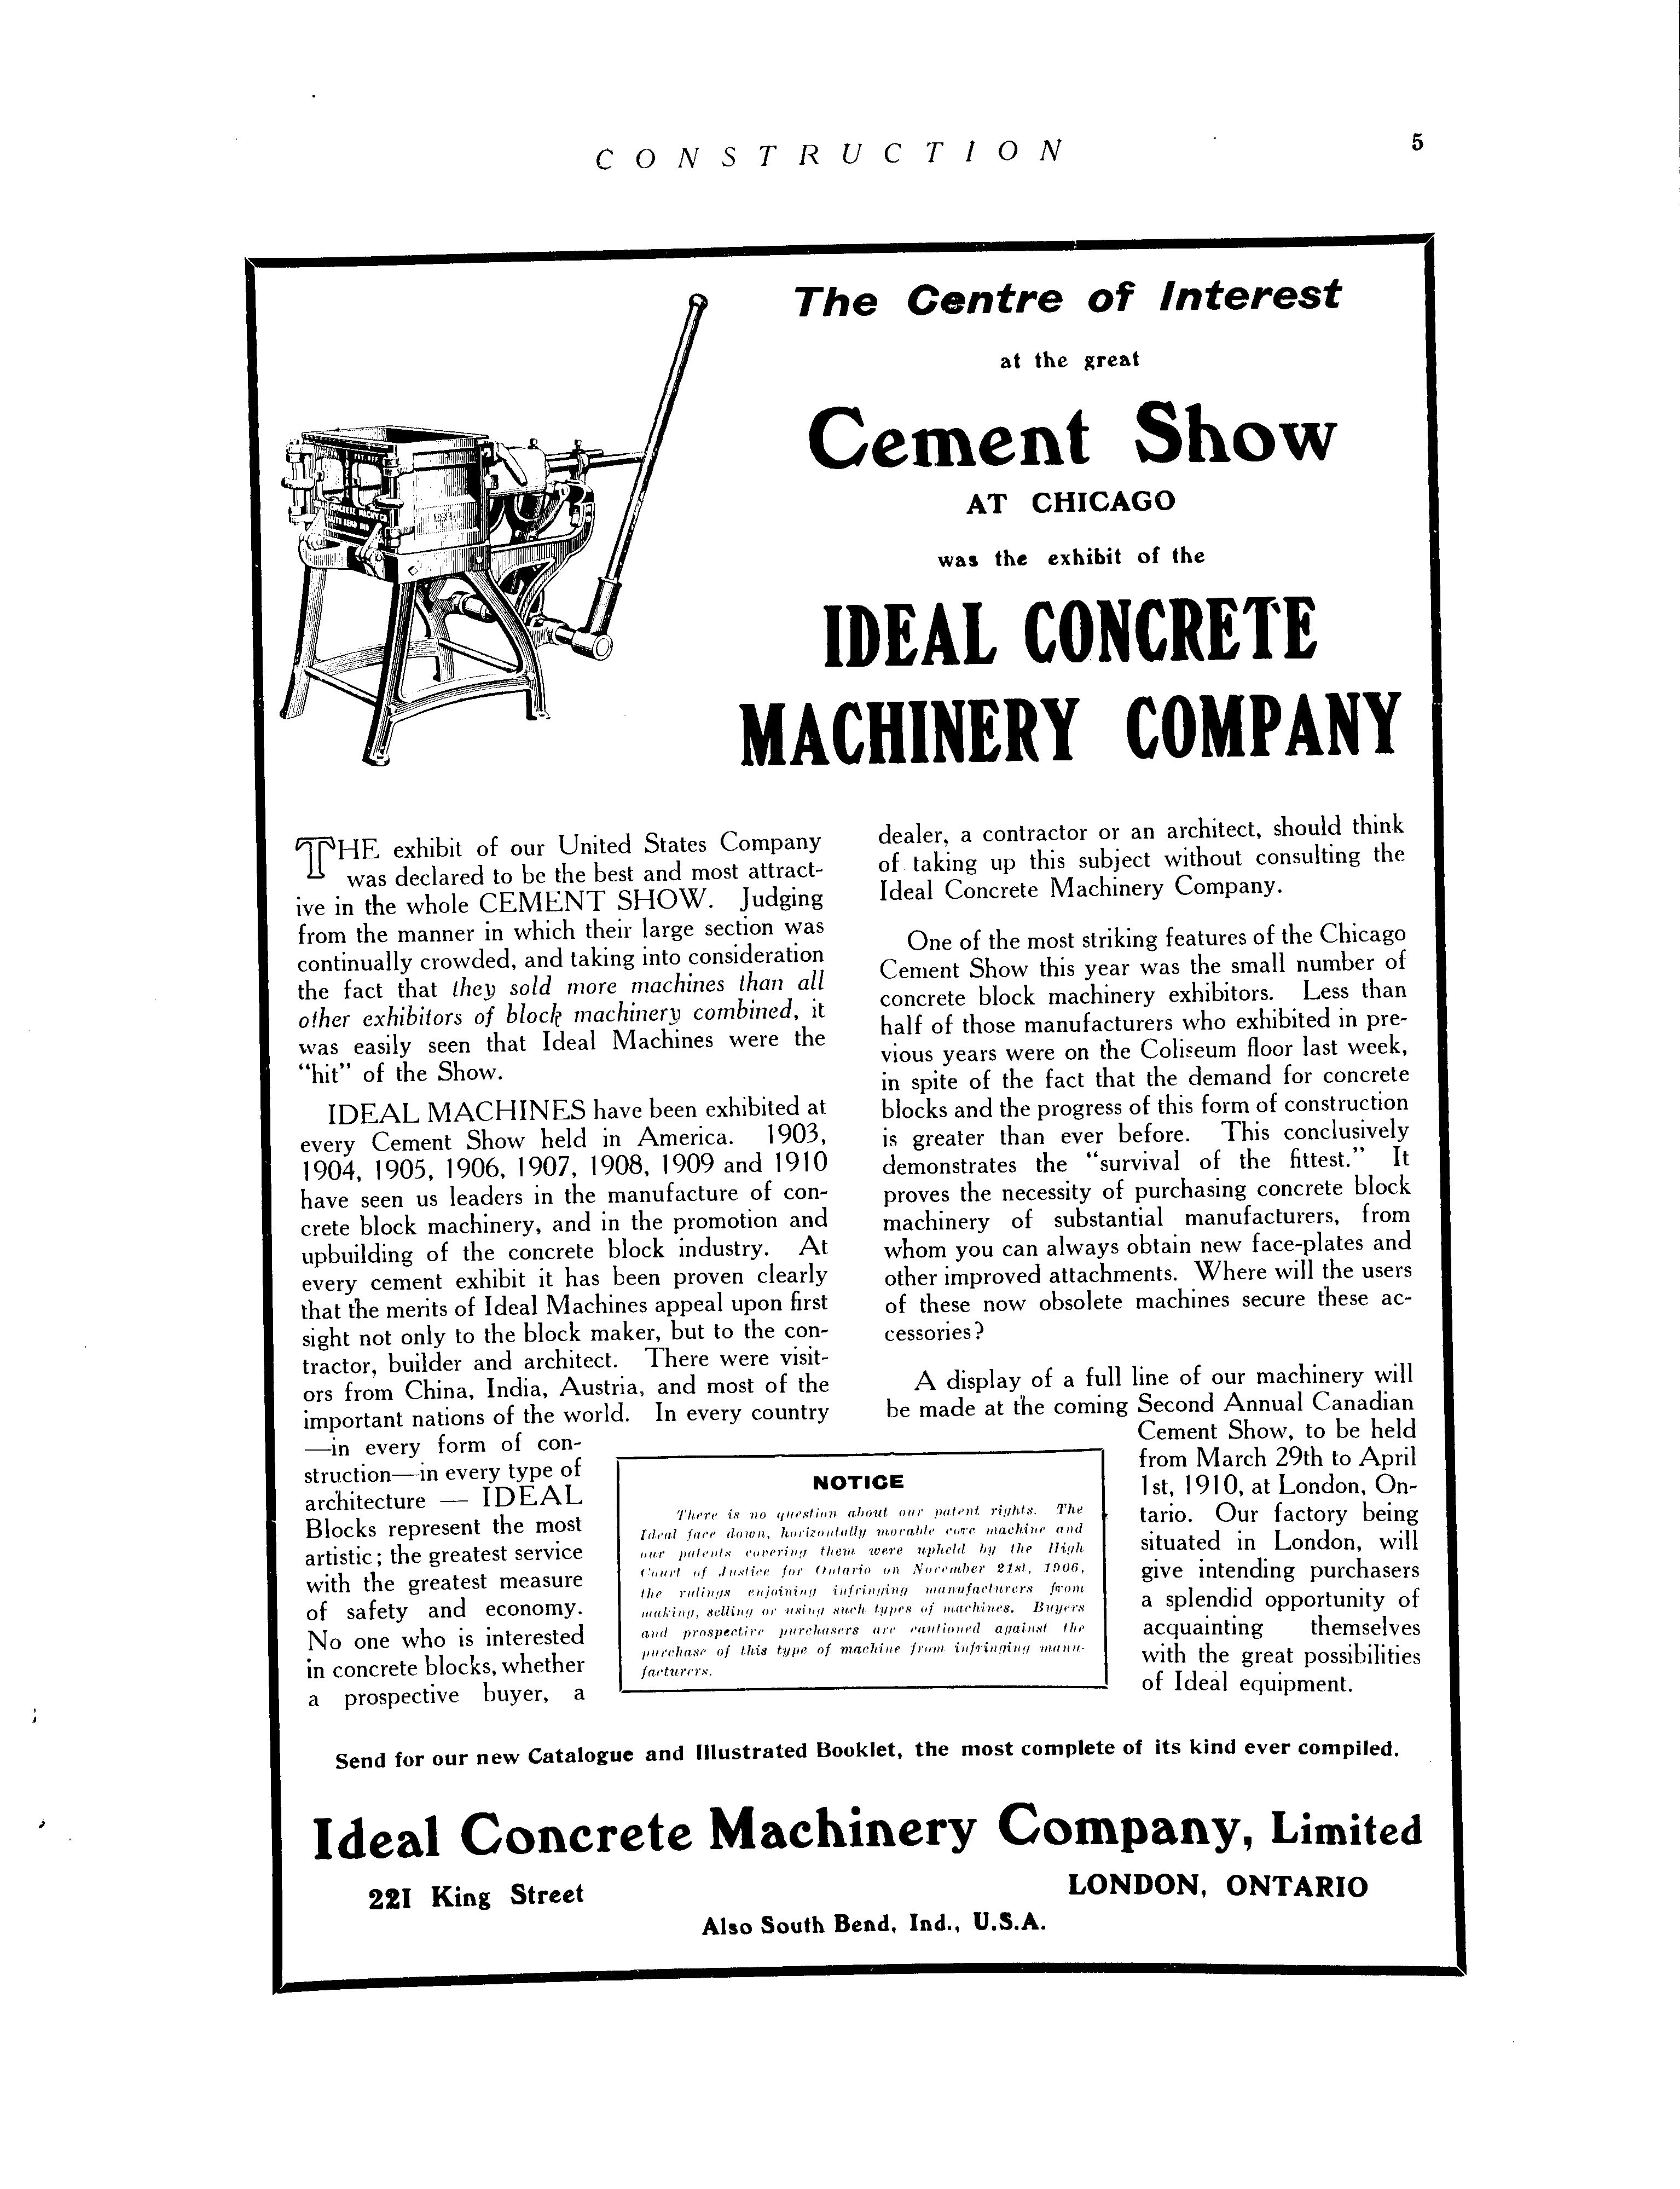 CONSTRUCTION
5
The Centre of Interest
at the great
Cement Show
AT CHICAGO
was the exhibit of the
IDEAL CONCRETE
MACHINERY COMPANY
CONCRETE MACHY CO
SOUTH BEND IND
THE exhibit of our United States Company
was declared to be the best and most attract-
ive in the whole CEMENT SHOW. Judging
from the manner in which their large section was
continually crowded, and taking into consideration
the fact that they sold more machines than all
other exhibitors of block machinery combined, it
was easily seen that Ideal Machines were the
"hit" of the Show.
IDEAL MACHINES have been exhibited at
every Cement Show held in America. 1903,
1904, 1905, 1906, 1907, 1908, 1909 and 1910
have seen us leaders in the manufacture of con-
crete block machinery, and in the promotion and
upbuilding of the concrete block industry. At
every cement exhibit it has been proven clearly
that the merits of Ideal Machines appeal upon first
sight not only to the block maker, but to the con-
tractor, builder and architect. There were visit-
ors from China, India, Austria, and most of the
important nations of the world. In every country
—in every form of con-
struction—in every type of
architecture — IDEAL
Blocks represent the most
artistic; the greatest service
with the greatest measure
of safety and economy.
No one who is interested
in concrete blocks, whether
a prospective buyer, a
dealer, a contractor or an architect, should think
of taking up this subject without consulting the
Ideal Concrete Machinery Company.
One of the most striking features of the Chicago
Cement Show this year was the small number of
concrete block machinery exhibitors. Less than
half of those manufacturers who exhibited in pre-
vious years were on the Coliseum floor last week,
in spite of the fact that the demand for concrete
blocks and the progress of this form of construction
is greater than ever before. This conclusively
demonstrates the "survival of the fittest." It
proves the necessity of purchasing concrete block
machinery of substantial manufacturers, from
whom you can always obtain new face-plates and
other improved attachments. Where will the users
of these now obsolete machines secure these ac-
cessories?
A display of a full line of our machinery will
be made at the coming Second Annual Canadian
Cement Show, to be held
from March 29th to April
1st, 1910, at London, On-
tario. Our factory being
situated in London, will
give intending purchasers
a splendid opportunity of
acquainting themselves
with the great possibilities
of Ideal equipment.
NOTICE
There is no question about our patent rights. The
Ideal face down, horizontally movable core machine and
our patents covering them were upheld by the High
Court of Justice for Ontario on November 21st, 1906,
the rulings enjoining infringing manufacturers from
making, selling or using such types of machines. Buyers
and prospective purchasers are cautioned against the
purchase of this type of machine from infringing manu-
facturers.
Send for our new Catalogue and Illustrated Booklet, the most complete of its kind ever compiled.
Ideal Concrete Machinery Company, Limited
221 King Street
LONDON, ONTARIO
Also South Bend, Ind., U.S.A.